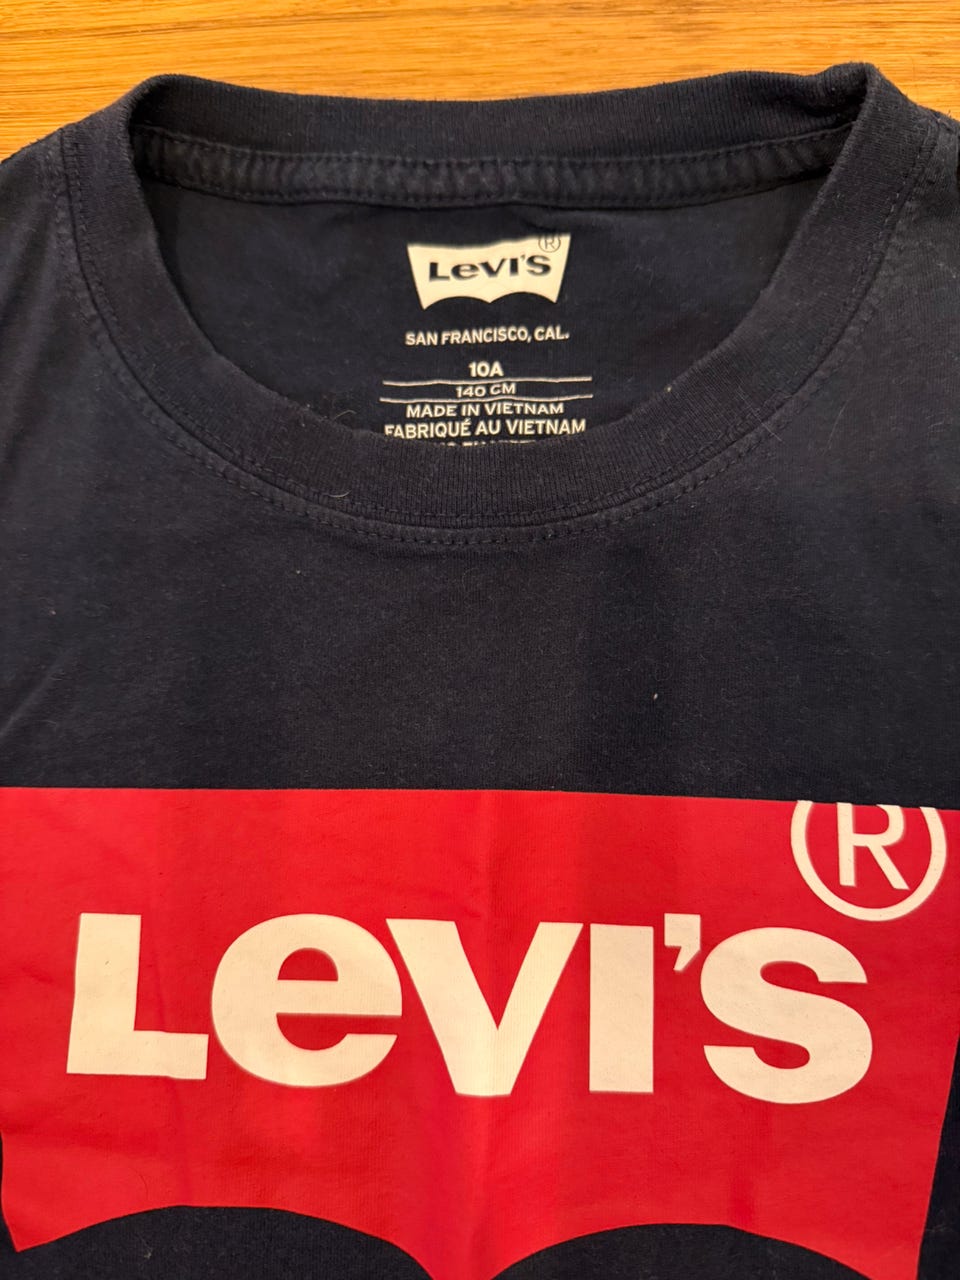 Levi's®
SAN FRANCISCO, CAL.
10A
140 CM
MADE IN VIETNAM
FABRIQUÉ AU VIETNAM
Levi's®